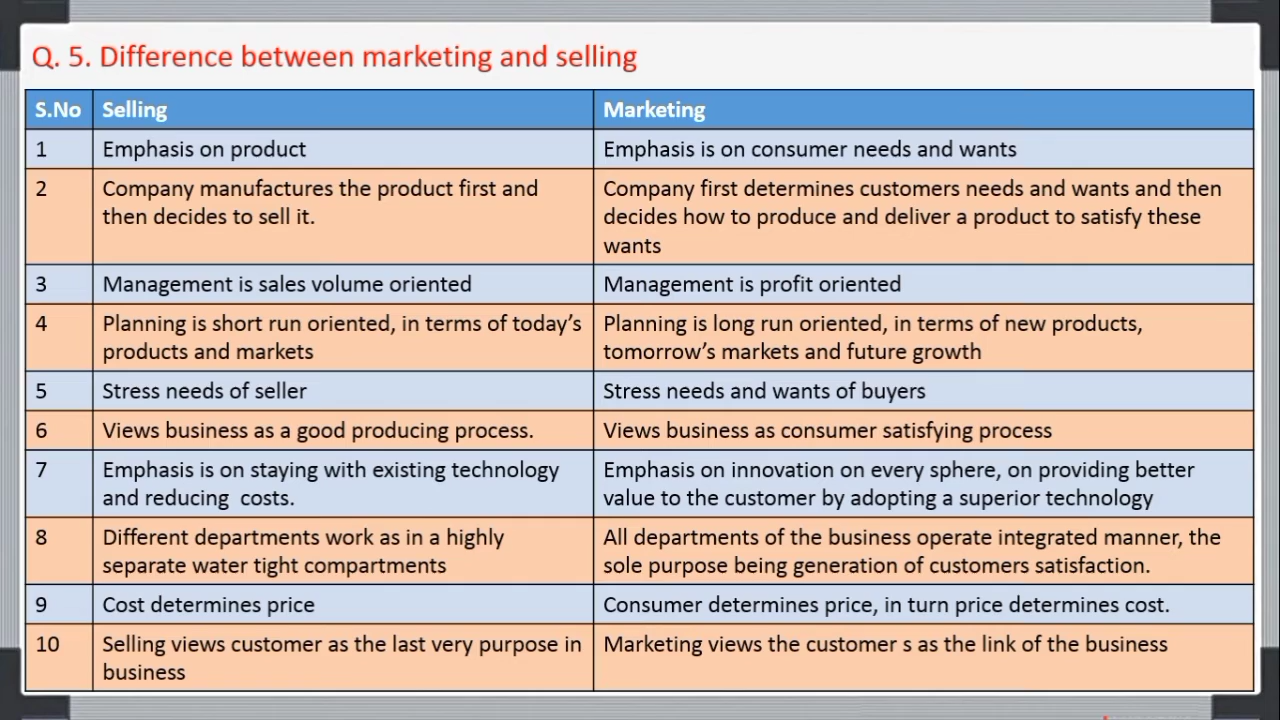 Q. 5. Difference between marketing and selling
S.No Selling Marketing
1 Emphasis on product Emphasis is on consumer needs and wants
2 Company manufactures the product first and
then decides to sell it.
Company first determines customers needs and wants and then
decides how to produce and deliver a product to satisfy these
wants
3 Management is sales volume oriented Management is profit oriented
4 Planning is short run oriented, in terms of today’s
products and markets
Planning is long run oriented, in terms of new products,
tomorrow’s markets and future growth
5 Stress needs of seller Stress needs and wants of buyers
6 Views business as a good producing process. Views business as consumer satisfying process
7 Emphasis is on staying with existing technology
and reducing  costs.
Emphasis on innovation on every sphere, on providing better
value to the customer by adopting a superior technology
8 Different departments work as in a highly
separate water tight compartments
All departments of the business operate integrated manner, the
sole purpose being generation of customers satisfaction.
9 Cost determines price Consumer determines price, in turn price determines cost.
10 Selling views customer as the last very purpose in
business
Marketing views the customer s as the link of the business